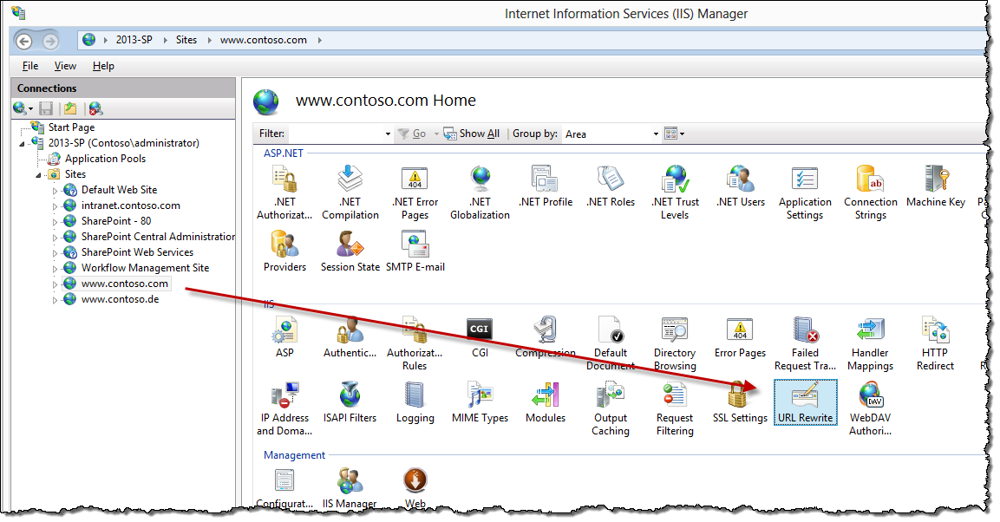 Internet Information Services (IIS) Manager
2013-SP Sites www.contoso.com
File View Help
Connections
Start Page
2013-SP (Contoso\administrator)
Application Pools
Sites
Default Web Site
intranet.contoso.com
SharePoint - 80
SharePoint Central Administration
SharePoint Web Services
Workflow Management Site
www.contoso.com
www.contoso.de
www.contoso.com Home
Filter: Go Show All Group by: Area
ASP.NET
404
ab
.NET .NET .NET Error .NET .NET Profile .NET Roles .NET Trust .NET Users Application Connection Machine Key P
Authorizat... Compilation Pages Globalization Levels Settings Strings C
Providers Session State SMTP E-mail
IIS
CGI 404
ASP Authentic... Authorizat... CGI Compression Default Directory Error Pages Failed Handler HTTP
Rules Document Browsing Request Tra... Mappings Redirect R
DAV
IP Address ISAPI Filters Logging MIME Types Modules Output Request SSL Settings URL Rewrite WebDAV
and Doma... Caching Filtering Authori...
Management
Configurat... IIS Manager Web